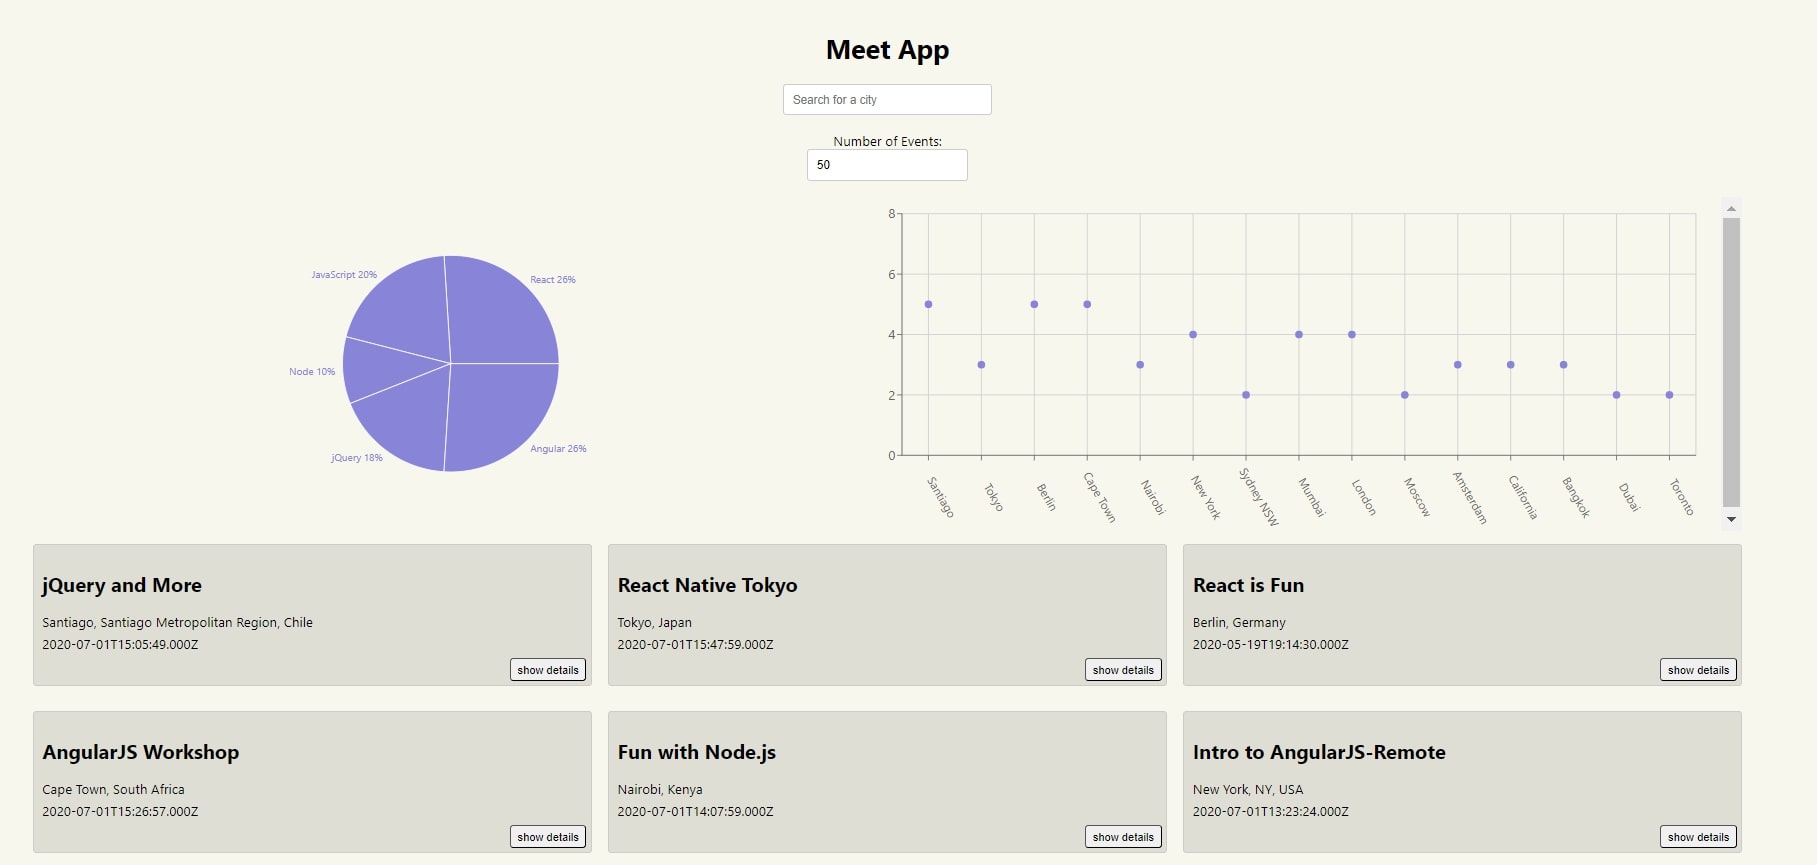 Meet App
Search for a city
Number of Events:
50
JavaScript 20%
React 26%
Node 10%
jQuery 18%
Angular 26%
8
6
4
2
0
Santiago
Tokyo
Berlin
Cape Town
Nairobi
New York
Sydney NSW
Mumbai
London
Moscow
Amsterdam
California
Bangkok
Dubai
Toronto
jQuery and More
Santiago, Santiago Metropolitan Region, Chile
2020-07-01T15:05:49.000Z
show details
React Native Tokyo
Tokyo, Japan
2020-07-01T15:47:59.000Z
show details
React is Fun
Berlin, Germany
2020-05-19T19:14:30.000Z
show details
AngularJS Workshop
Cape Town, South Africa
2020-07-01T15:26:57.000Z
show details
Fun with Node.js
Nairobi, Kenya
2020-07-01T14:07:59.000Z
show details
Intro to AngularJS-Remote
New York, NY, USA
2020-07-01T13:23:24.000Z
show details